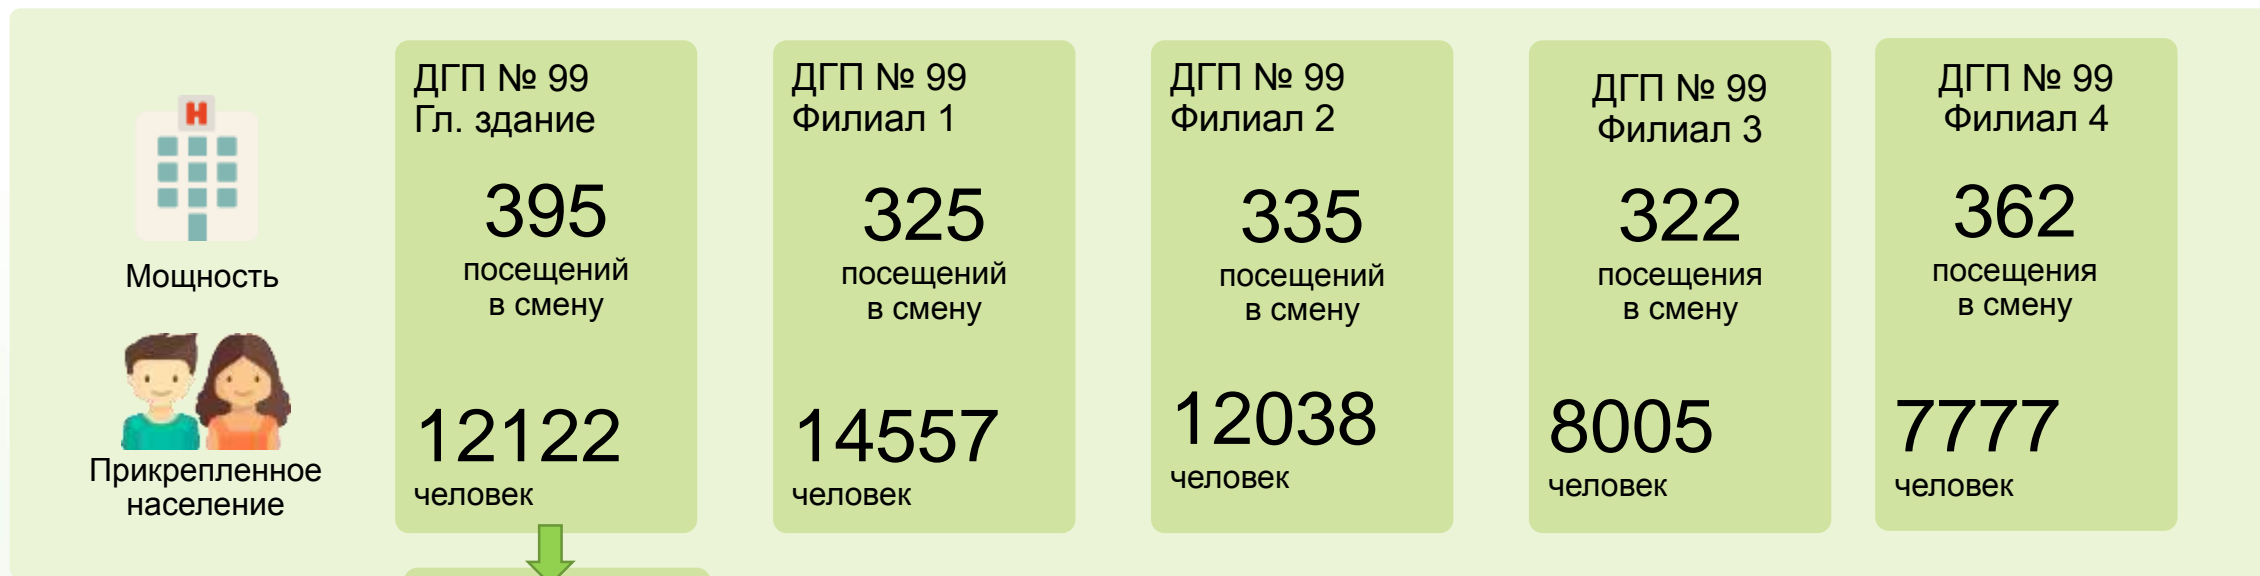 H
Мощность
Прикрепленное
население
ДГП № 99
Гл. здание
395
посещений
в смену
12122
человек
ДГП № 99
Филиал 1
325
посещений
в смену
14557
человек
ДГП № 99
Филиал 2
335
посещений
в смену
12038
человек
ДГП № 99
Филиал 3
322
посещения
в смену
8005
человек
ДГП № 99
Филиал 4
362
посещения
в смену
7777
человек